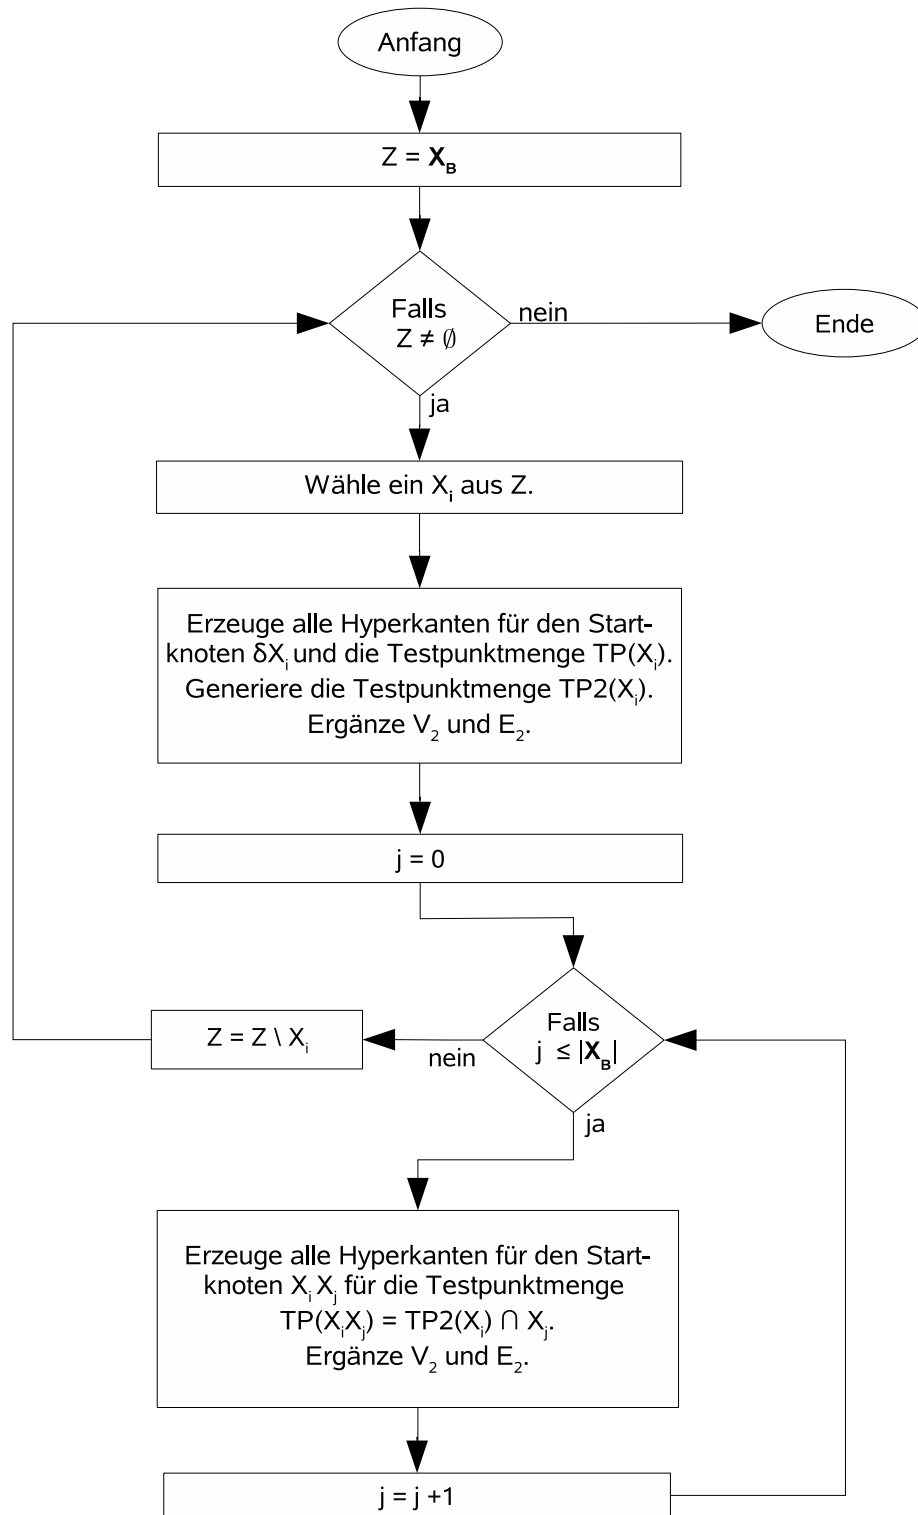 Anfang
Z = X_B
Falls
Z ≠ ∅
nein
Ende
ja
Wähle ein X_i aus Z.
Erzeuge alle Hyperkanten für den Start-
knoten δX_i und die Testpunktmenge TP(X_i).
Generiere die Testpunktmenge TP2(X_i).
Ergänze V_2 und E_2.
j = 0
Falls
j ≤ |X_B|
nein
Z = Z \ X_i
ja
Erzeuge alle Hyperkanten für den Start-
knoten X_i X_j für die Testpunktmenge
TP(X_iX_j) = TP2(X_i) ∩ X_j.
Ergänze V_2 und E_2.
j = j +1